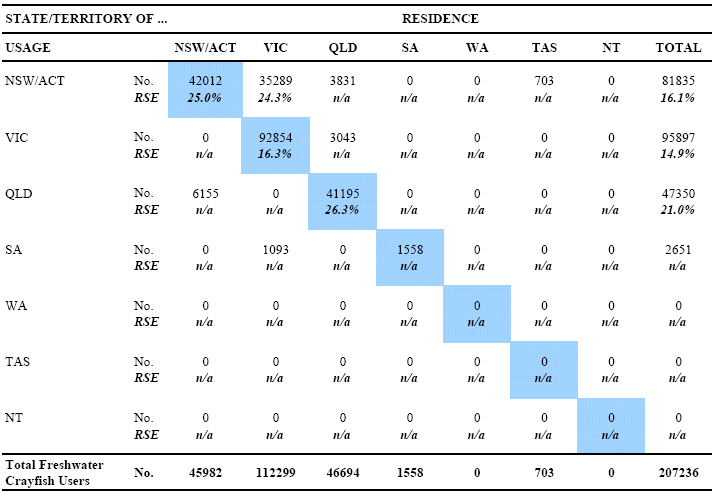 STATE/TERRITORY OF ... RESIDENCE
USAGE NSW/ACT VIC QLD SA WA TAS NT TOTAL
NSW/ACT No. 42012 35289 3831 0 0 703 0 81835
RSE 25.0% 24.3% n/a n/a n/a n/a n/a 16.1%
VIC No. 0 92854 3043 0 0 0 0 95897
RSE n/a 16.3% n/a n/a n/a n/a n/a 14.9%
QLD No. 6155 0 41195 0 0 0 0 47350
RSE n/a n/a 26.3% n/a n/a n/a n/a 21.0%
SA No. 0 1093 0 1558 0 0 0 2651
RSE n/a n/a n/a n/a n/a n/a n/a n/a
WA No. 0 0 0 0 0 0 0 0
RSE n/a n/a n/a n/a n/a n/a n/a n/a
TAS No. 0 0 0 0 0 0 0 0
RSE n/a n/a n/a n/a n/a n/a n/a n/a
NT No. 0 0 0 0 0 0 0 0
RSE n/a n/a n/a n/a n/a n/a n/a n/a
Total Freshwater
Crayfish Users No. 45982 112299 46694 1558 0 703 0 207236